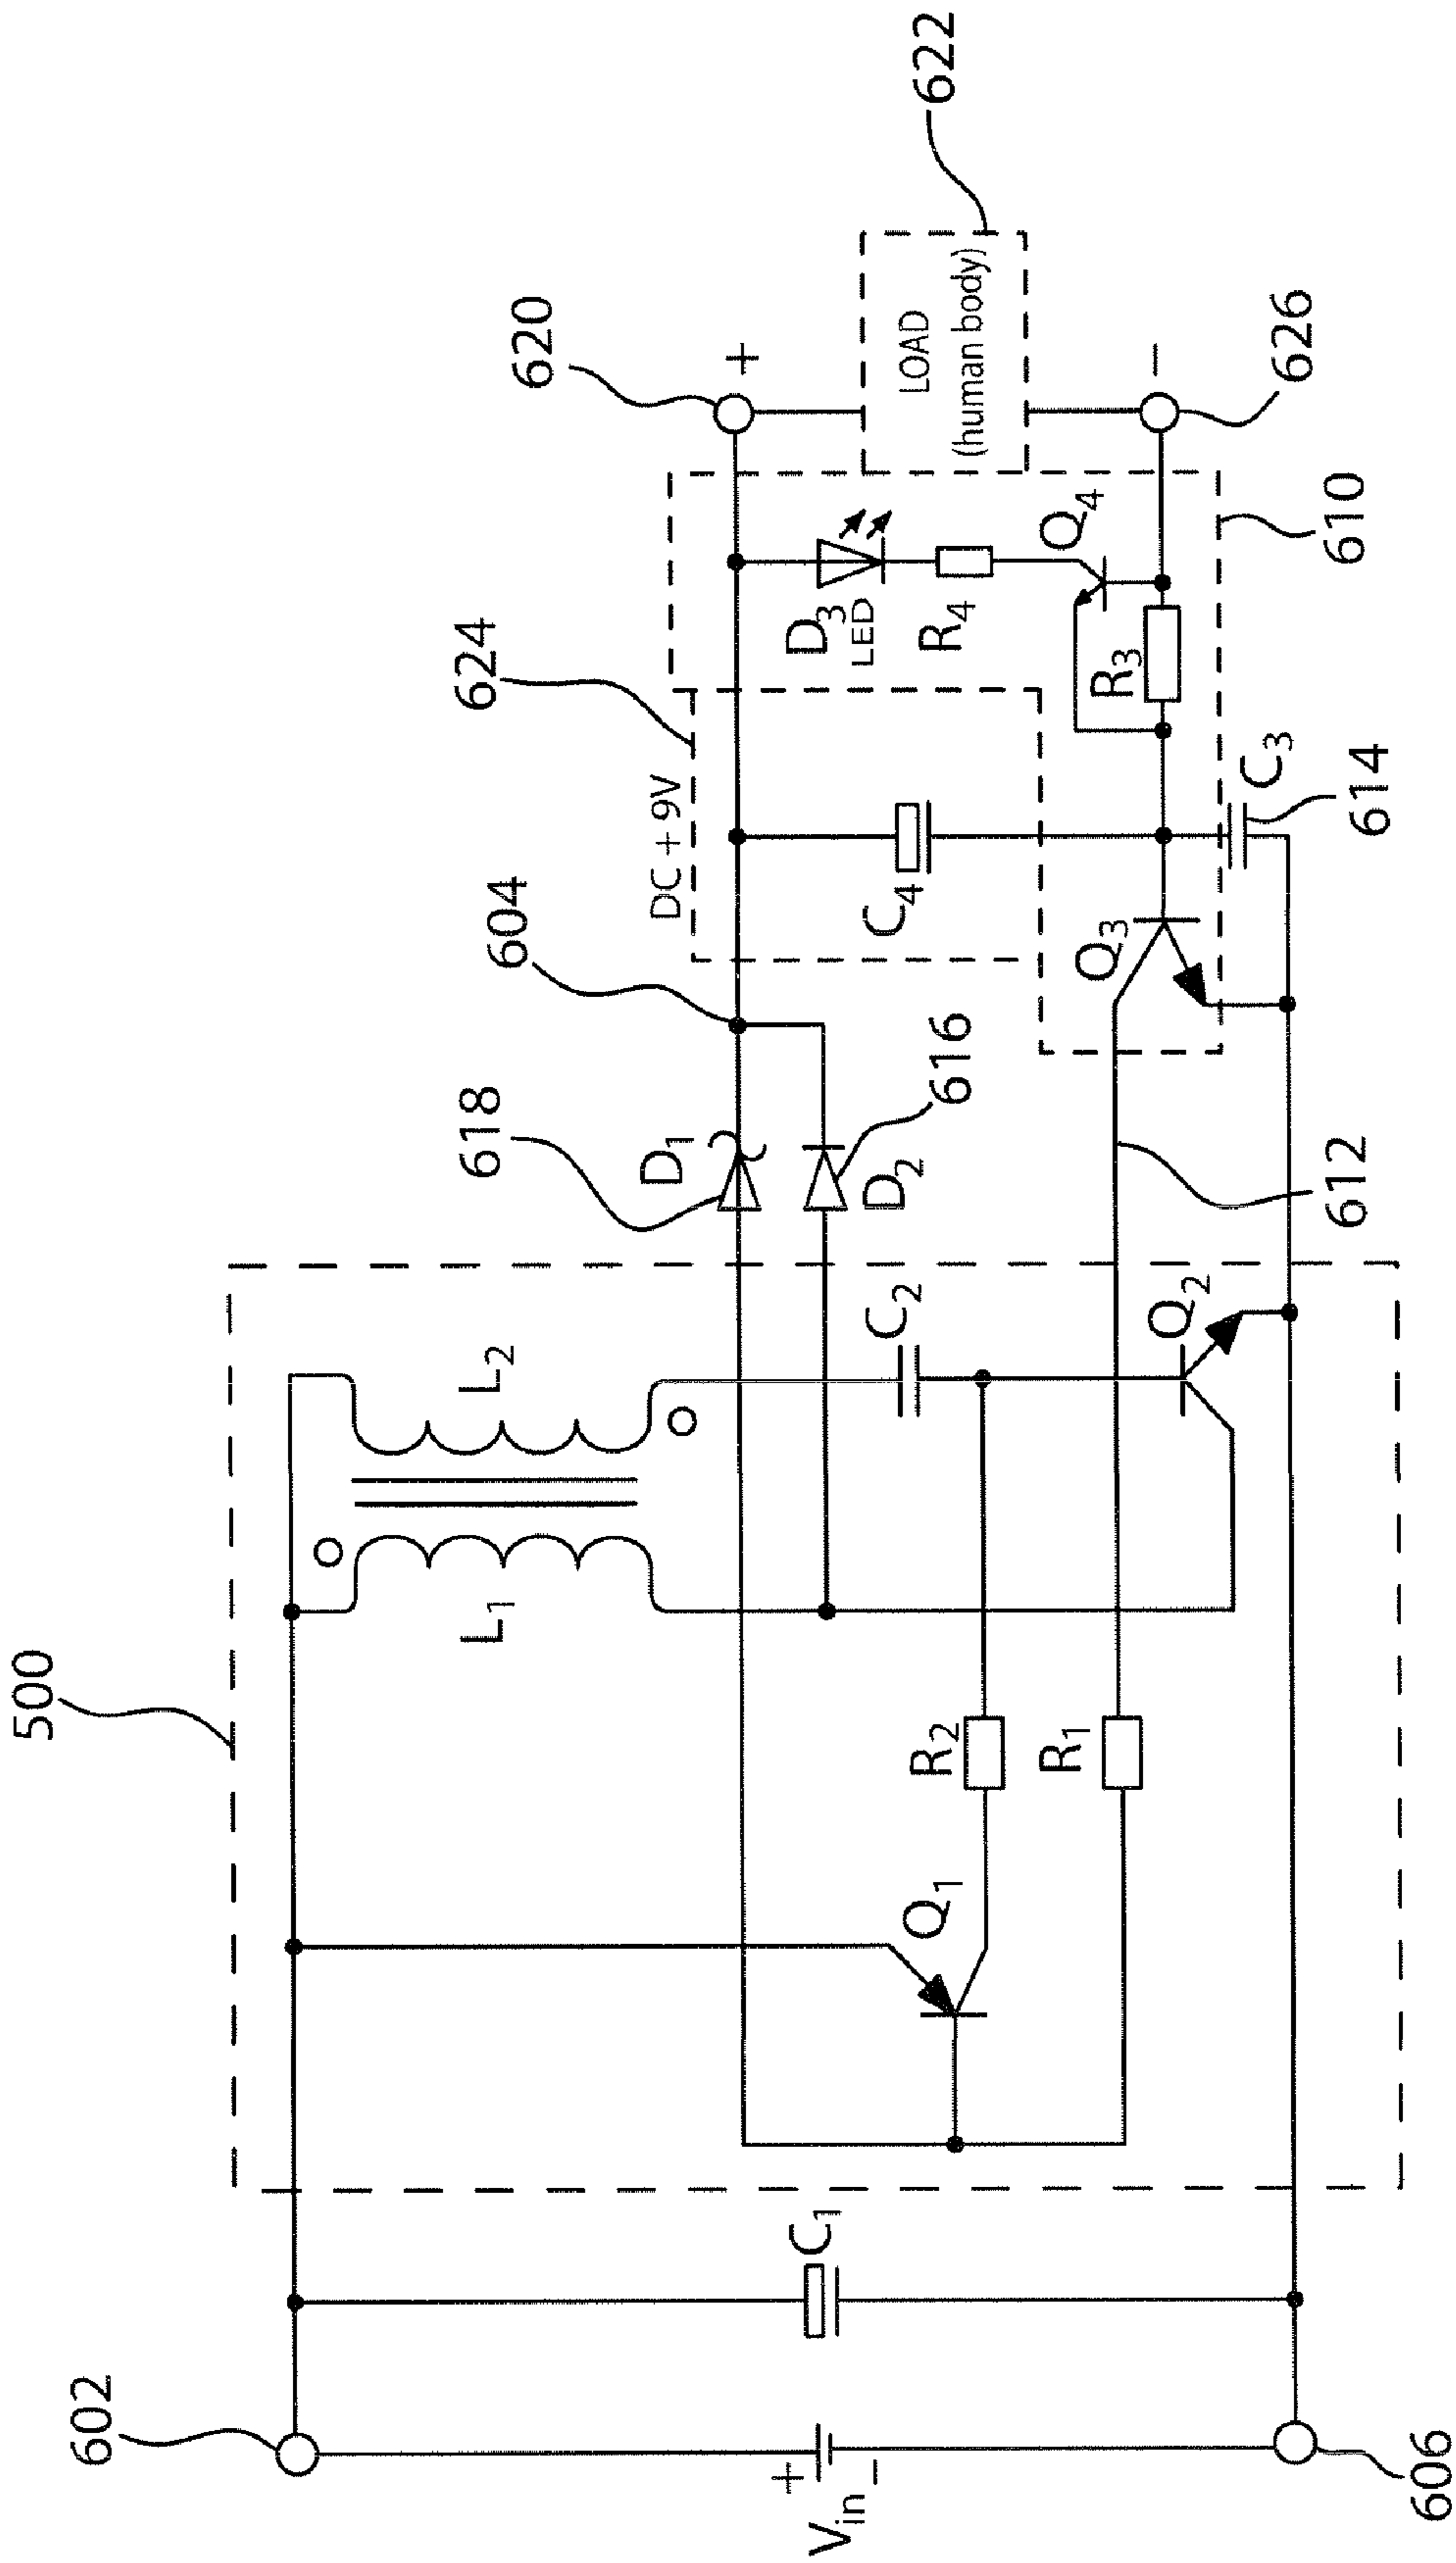 500
602
606
Vin
+
−
C1
Q1
R2
R1
L1
L2
C2
Q2
618
D1
616
D2
612
604
DC + 9V
624
C4
Q3
C3
614
D3
LED
R4
Q4
R3
610
620
+
LOAD
(human body)
622
−
626